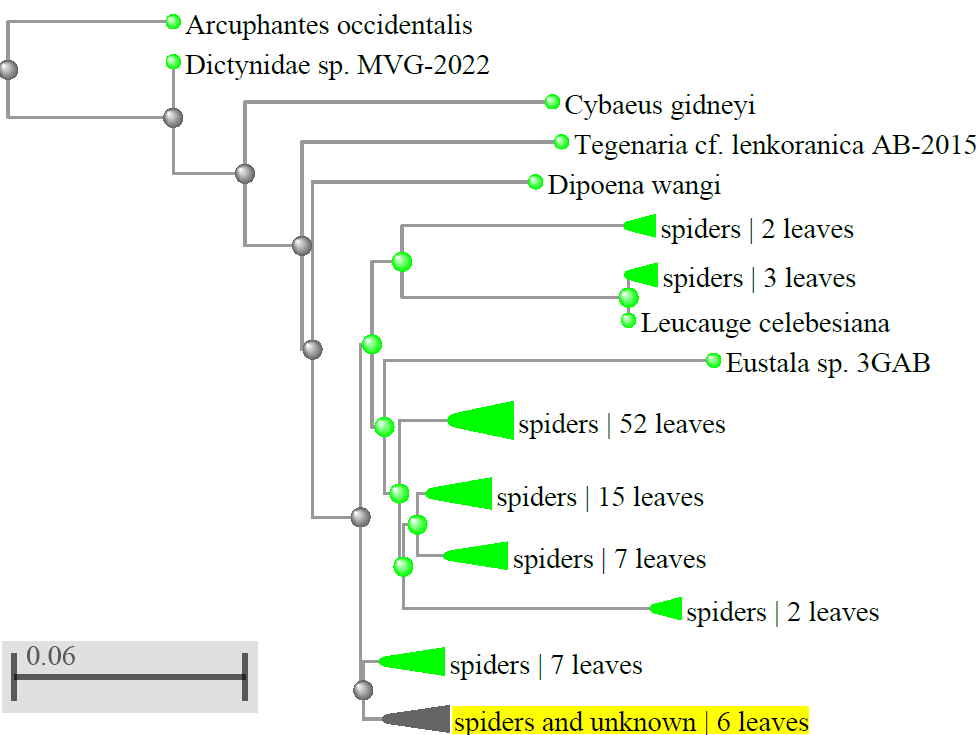 Arcuphantes occidentalis
Dictynidae sp. MVG-2022
Cybaeus gidneyi
Tegenaria cf. lenkoranica AB-2015
Dipoena wangi
spiders | 2 leaves
spiders | 3 leaves
Leucauge celebesiana
Eustala sp. 3GAB
spiders | 52 leaves
spiders | 15 leaves
spiders | 7 leaves
spiders | 2 leaves
0.06
spiders | 7 leaves
spiders and unknown | 6 leaves